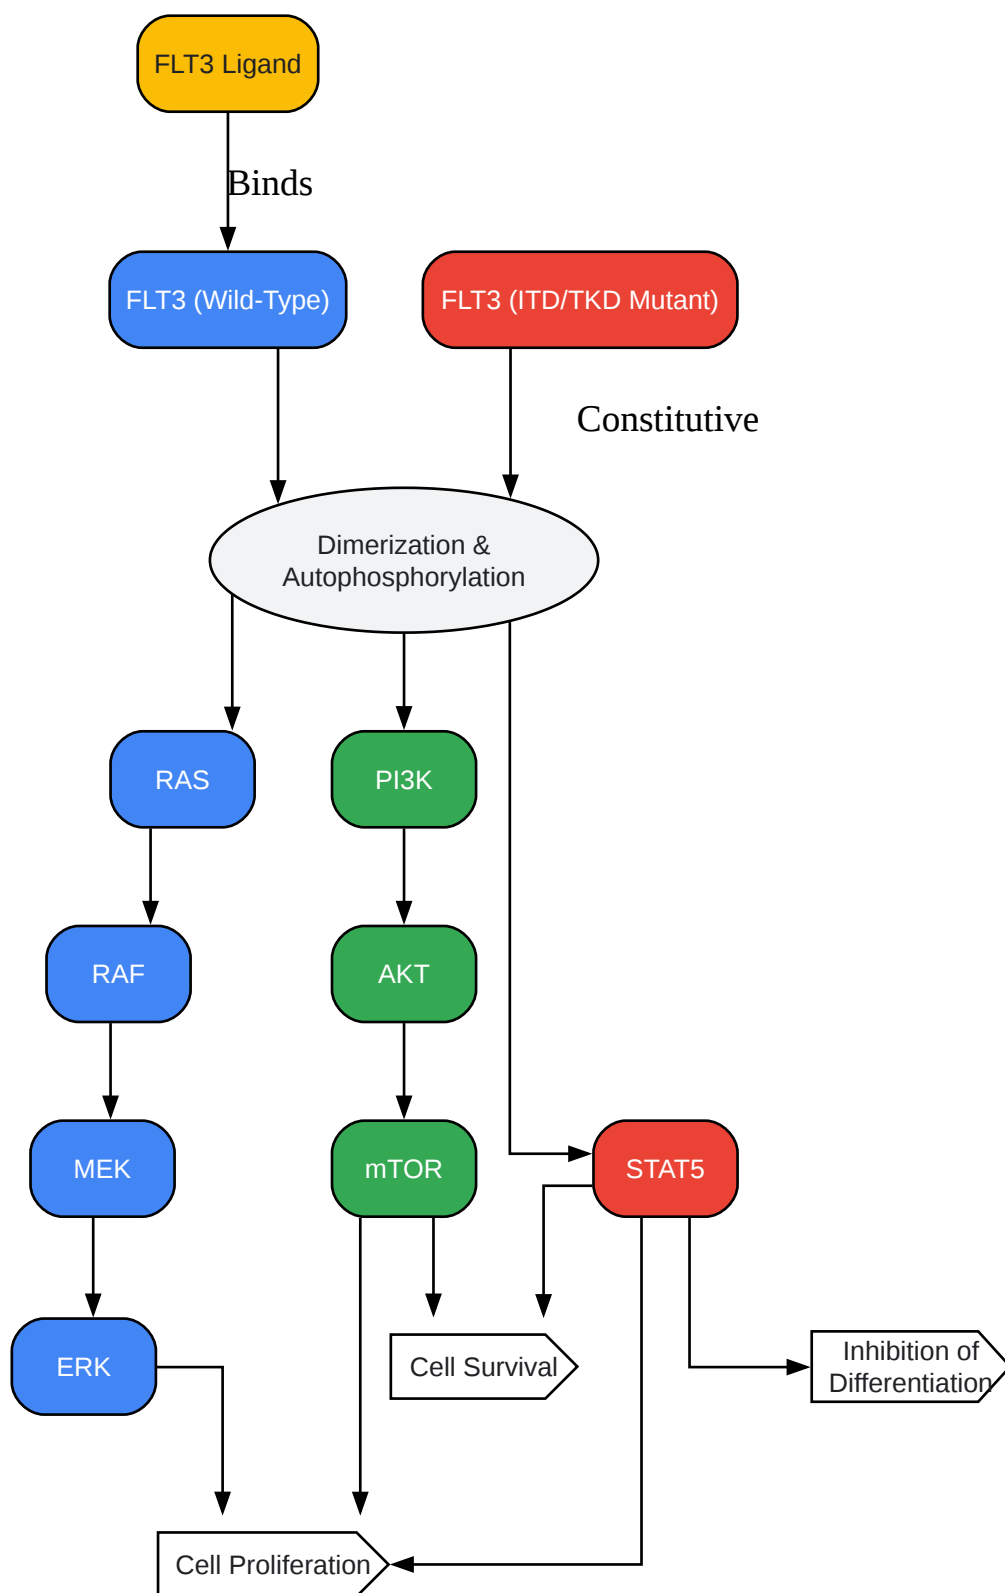 FLT3 Ligand
Binds
FLT3 (Wild-Type)
FLT3 (ITD/TKD Mutant)
Constitutive
Dimerization &
Autophosphorylation
RAS
PI3K
RAF
AKT
MEK
mTOR
STAT5
ERK
Cell Survival
Inhibition of
Differentiation
Cell Proliferation